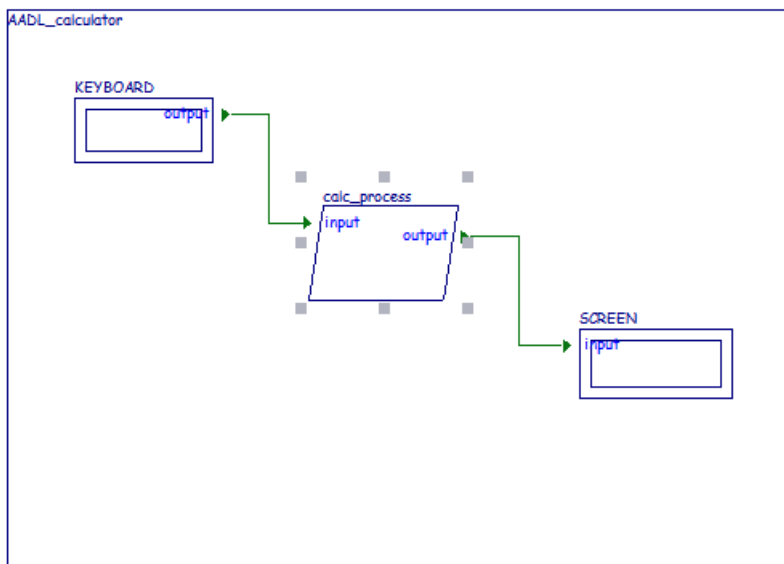 AADL_calculator
KEYBOARD
output
calc_process
input
output
SCREEN
input